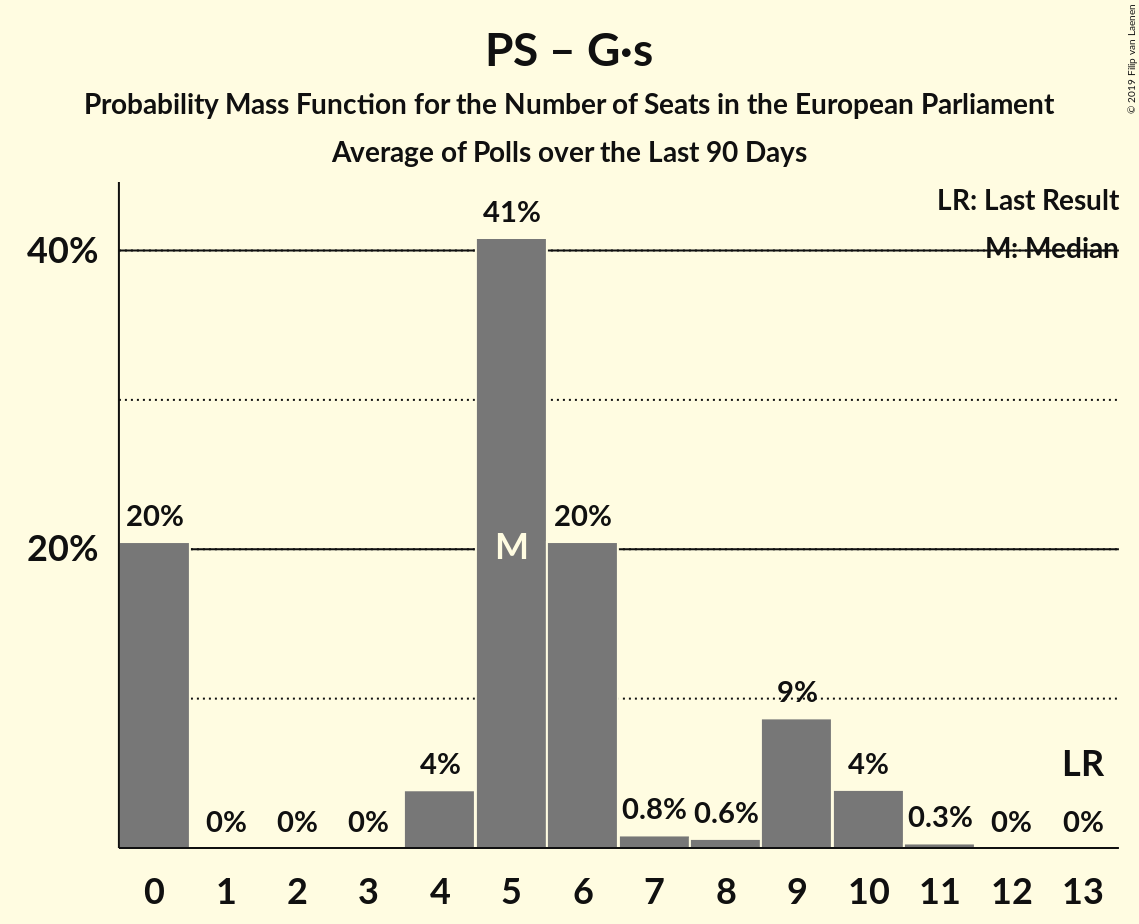 PS – G·s
Probability Mass Function for the Number of Seats in the European Parliament
Average of Polls over the Last 90 Days
© 2019 Filip van Laenen
LR: Last Result
M: Median
40%
20%
41%
20%
M
20%
9%
4%
4%
LR
0%
0%
0%
0.8%
0.6%
0.3%
0%
0%
0 1 2 3 4 5 6 7 8 9 10 11 12 13